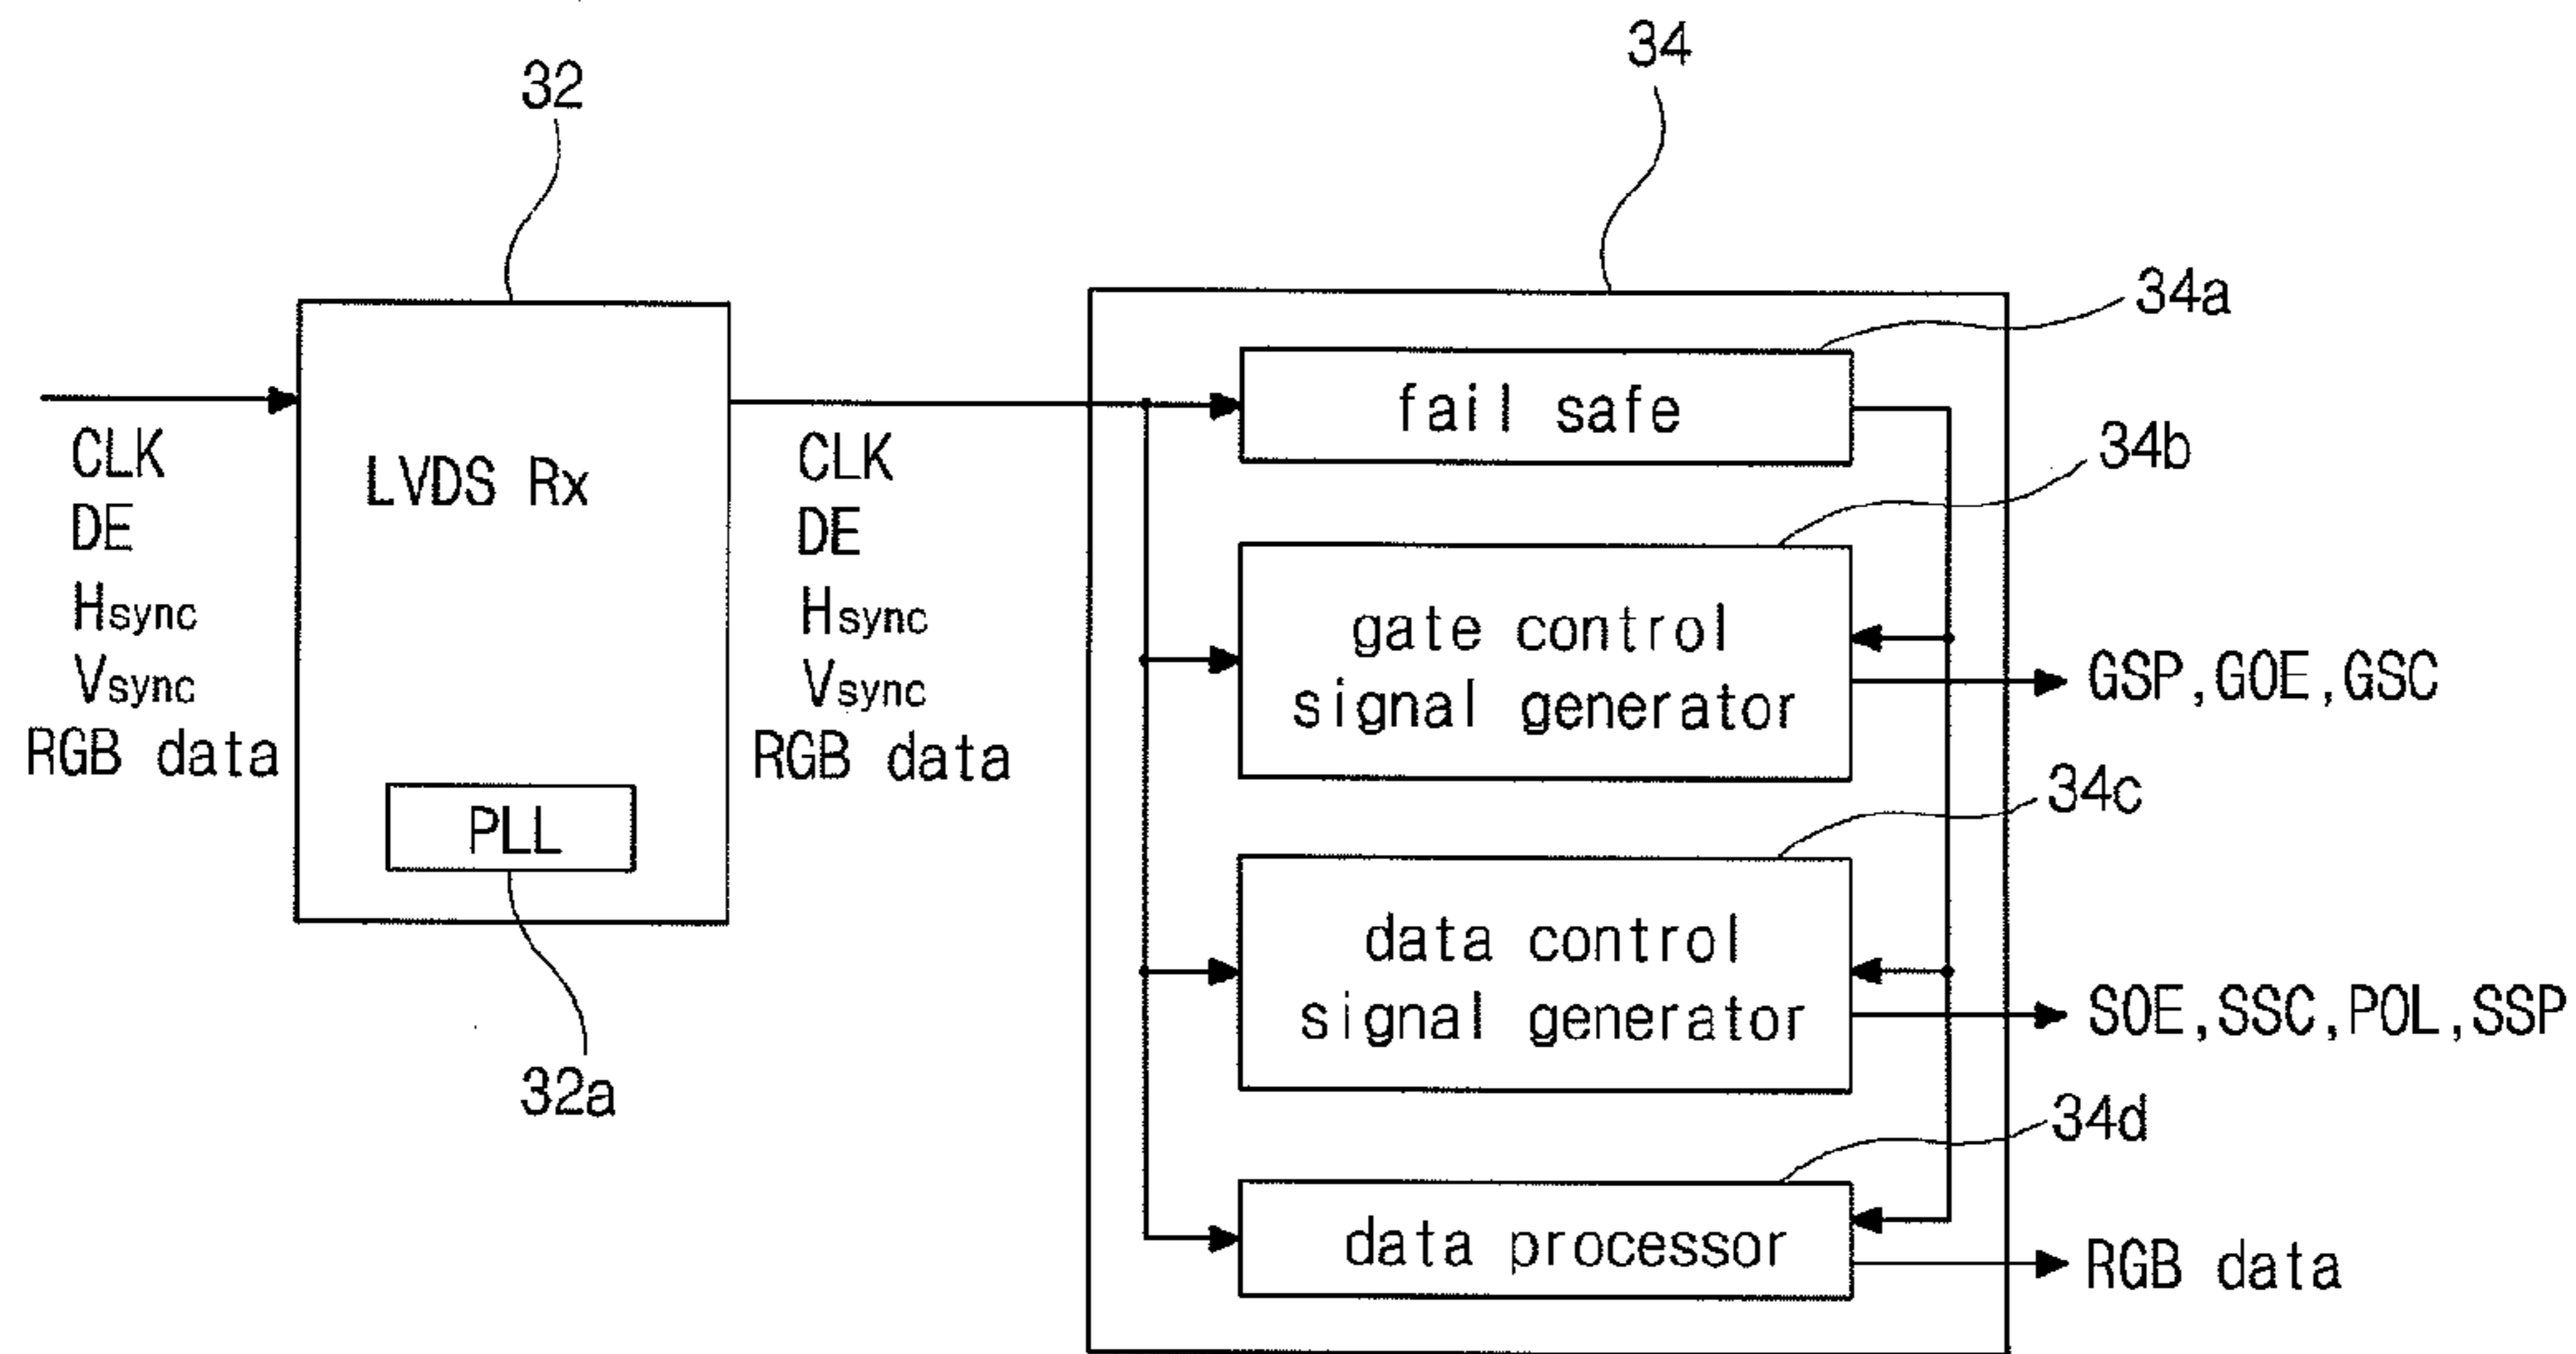 32
34
34a
fail safe
34b
CLK
DE
Hsync
Vsync
RGB data
LVDS Rx
CLK
DE
Hsync
Vsync
RGB data
gate control
signal generator
GSP,GOE,GSC
PLL
34c
32a
data control
signal generator
SOE,SSC,POL,SSP
34d
data processor
RGB data